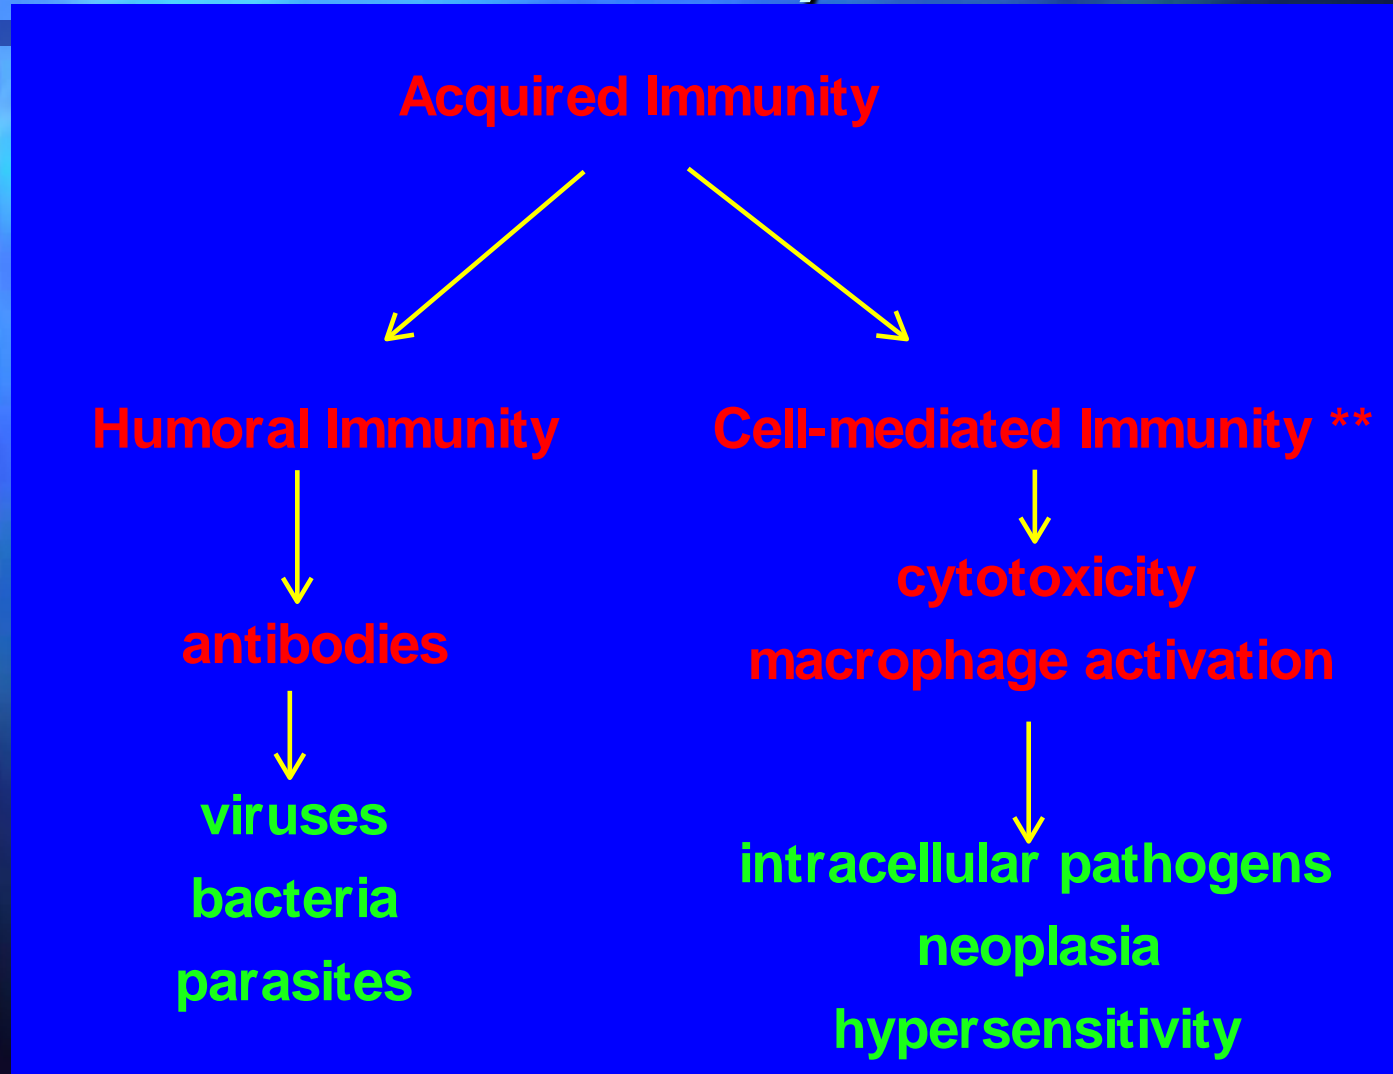 Acquired Immunity
Humoral Immunity
Cell-mediated Immunity **
antibodies
viruses
bacteria
parasites
cytotoxicity
macrophage activation
intracellular pathogens
neoplasia
hypersensitivity